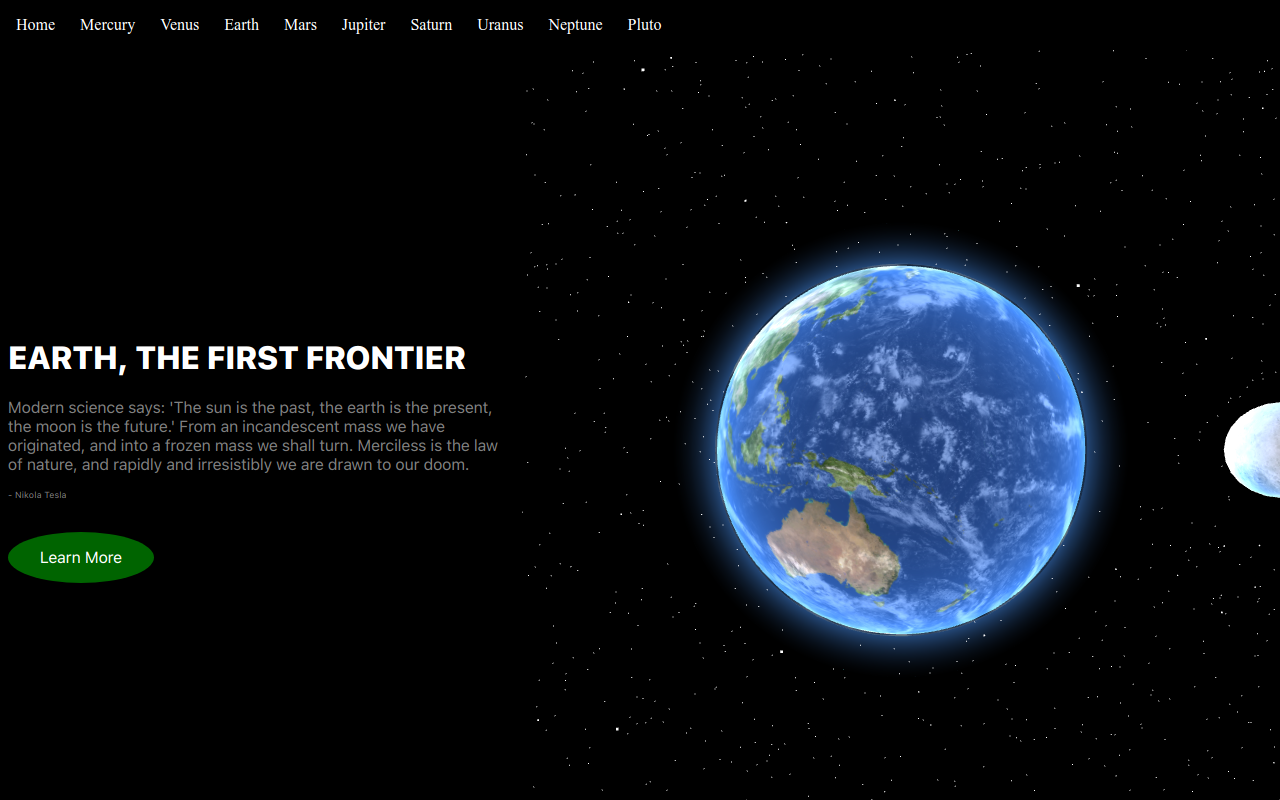 Home Mercury Venus Earth Mars Jupiter Saturn Uranus Neptune Pluto
EARTH, THE FIRST FRONTIER
Modern science says: 'The sun is the past, the earth is the present,
the moon is the future.' From an incandescent mass we have
originated, and into a frozen mass we shall turn. Merciless is the law
of nature, and rapidly and irresistibly we are drawn to our doom.
- Nikola Tesla
Learn More